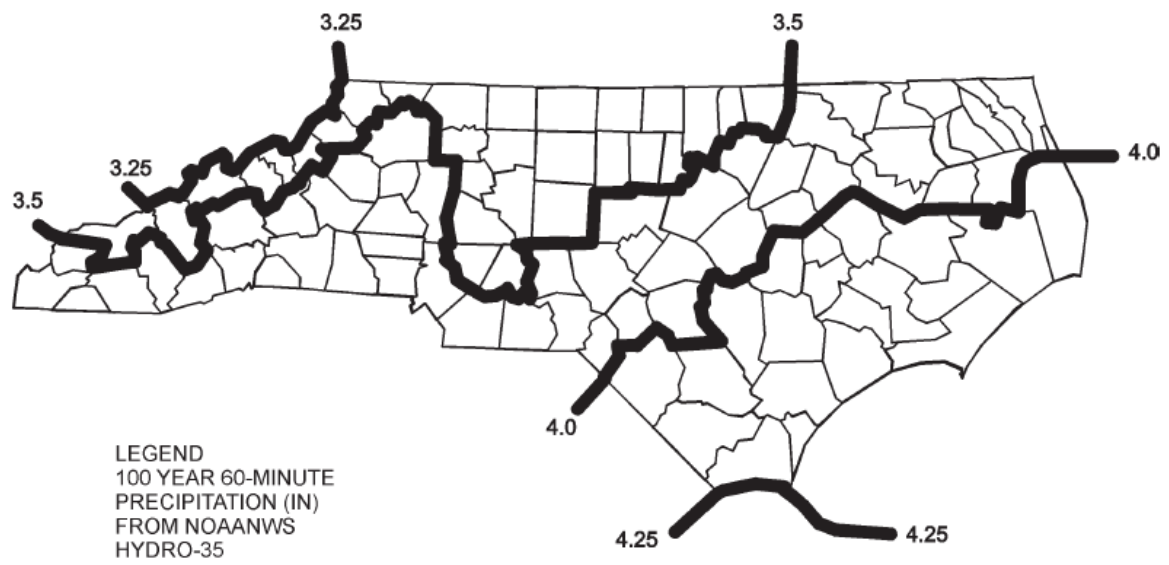 3.25
3.5
3.25
3.5
4.0
4.0
LEGEND
100 YEAR 60-MINUTE
PRECIPITATION (IN)
FROM NOAANWS
HYDRO-35
4.25
4.25